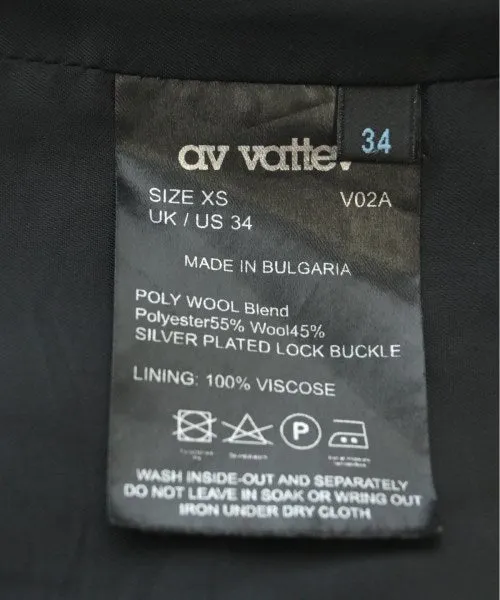 34
av vattev
SIZE XS V02A
UK / US 34
MADE IN BULGARIA
POLY WOOL Blend
Polyester55% Wool45%
SILVER PLATED LOCK BUCKLE
LINING: 100% VISCOSE
P
WASH INSIDE-OUT AND SEPARATELY
DO NOT LEAVE IN SOAK OR WRING OUT
IRON UNDER DRY CLOTH